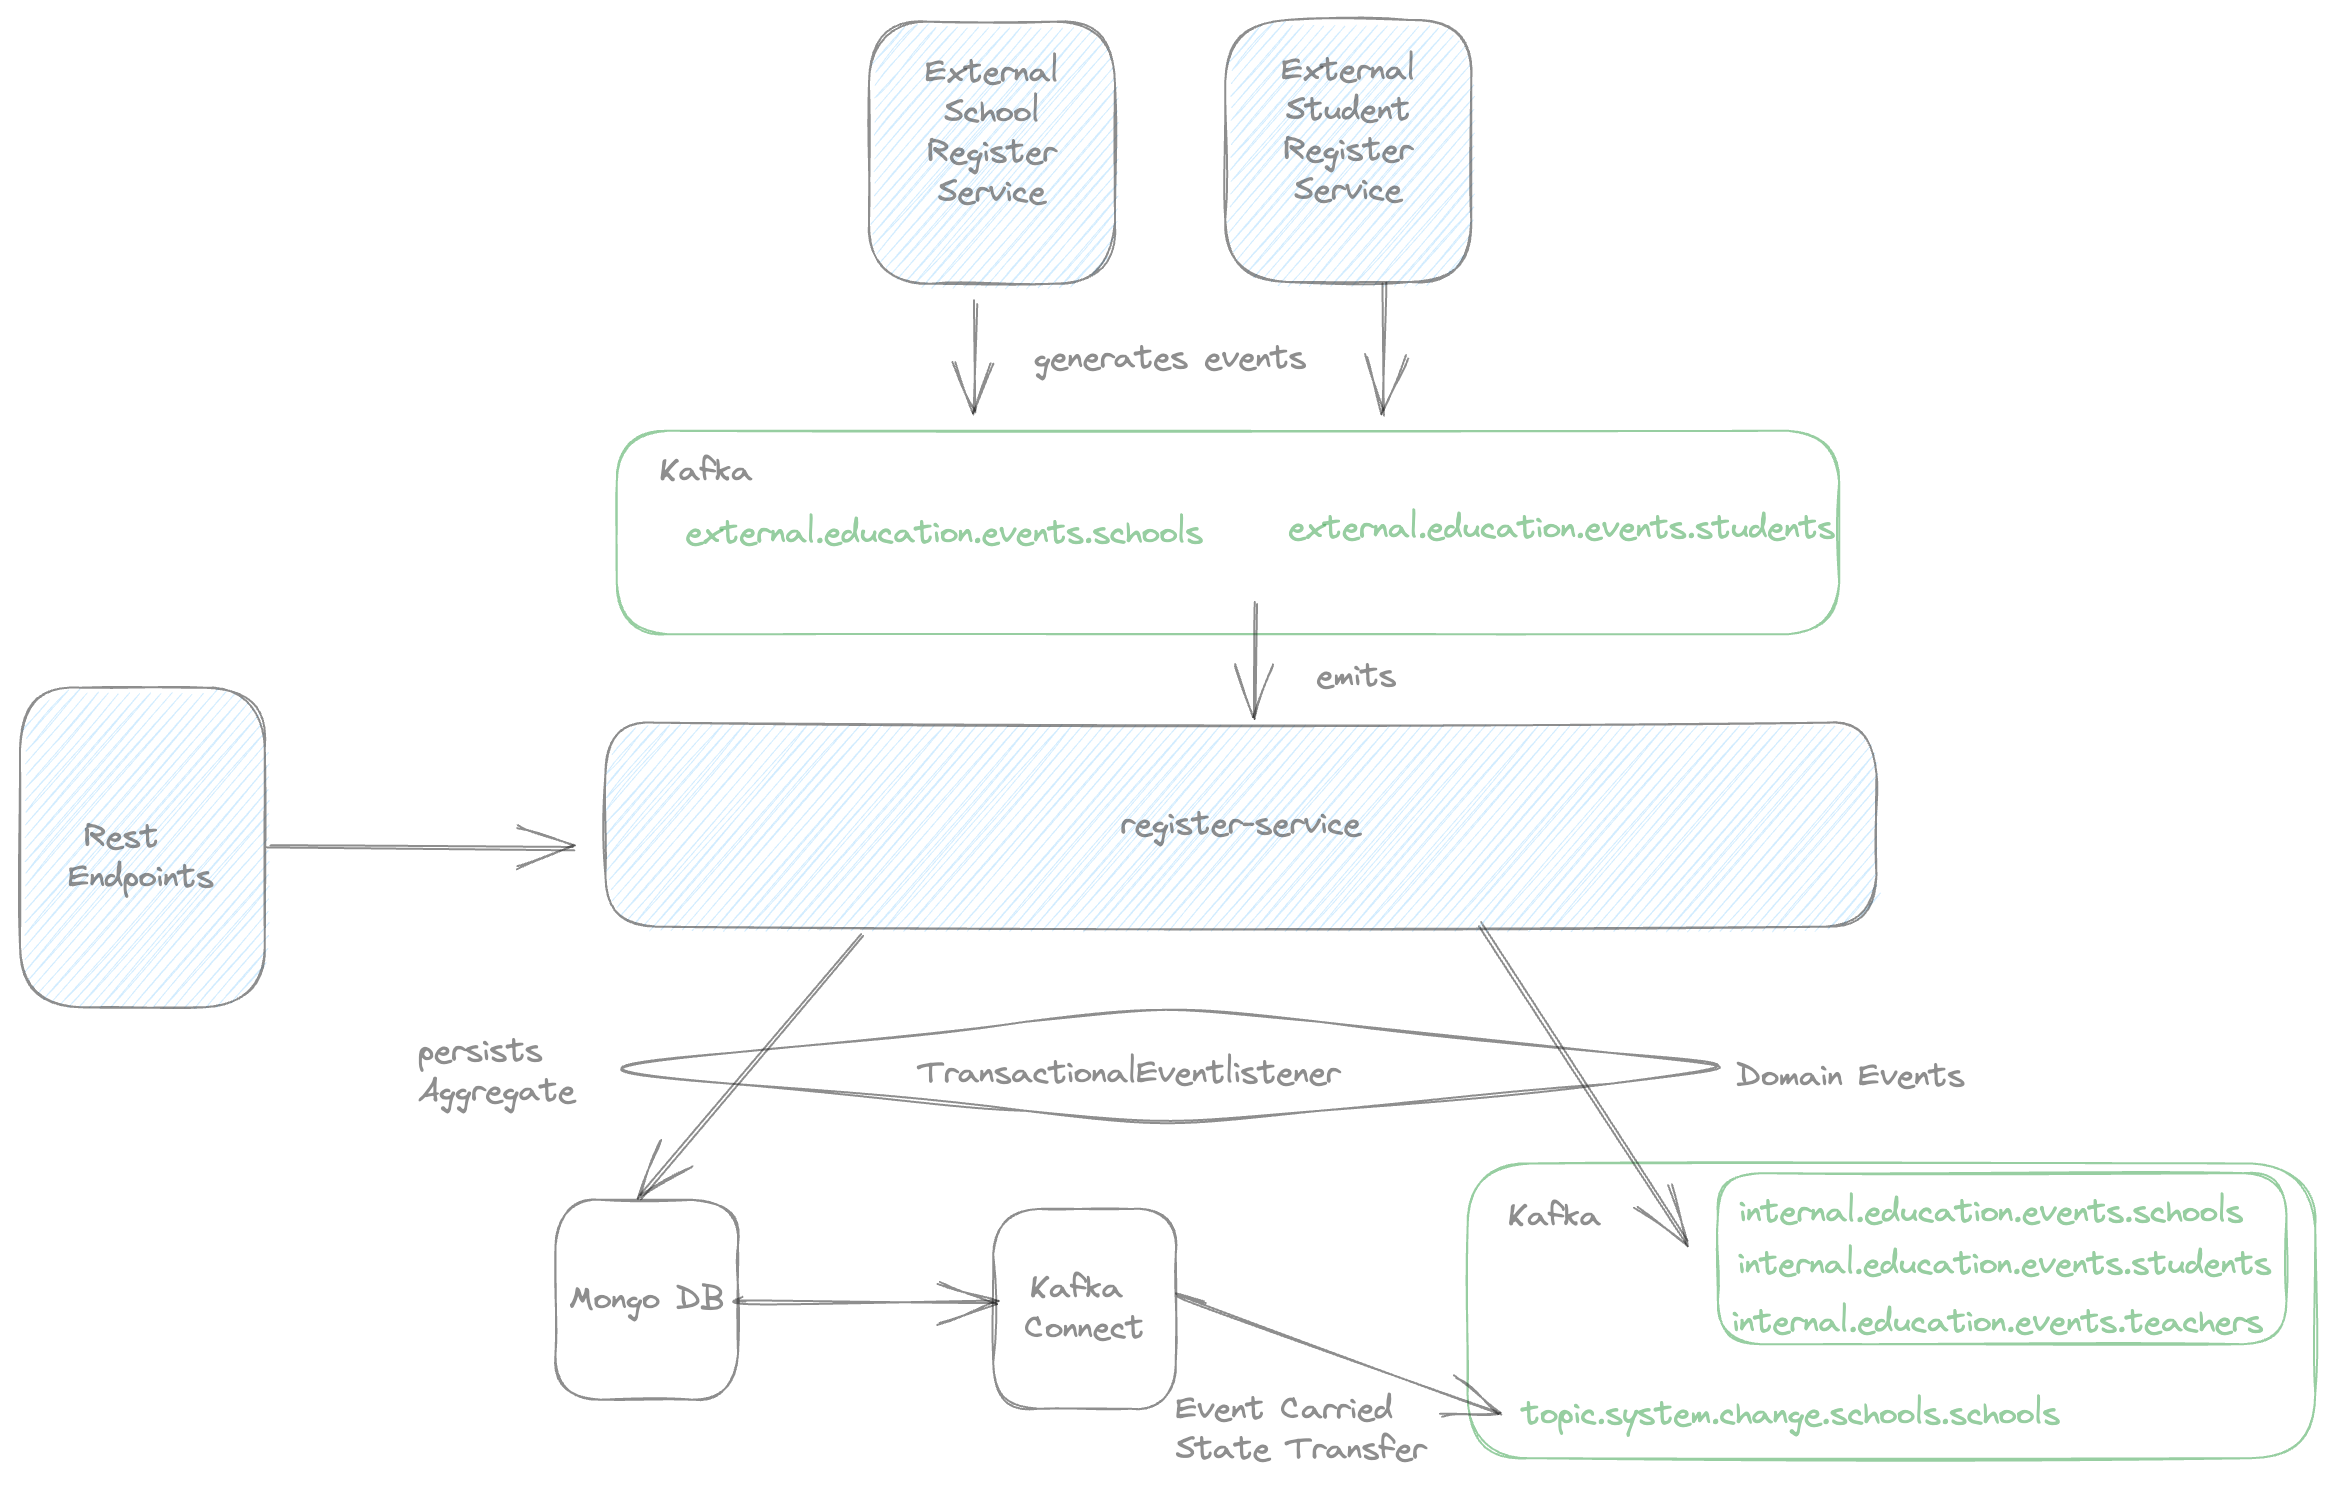 External
School
Register
Service
External
Student
Register
Service
generates events
Kafka
external.education.events.schools
external.education.events.students
emits
Rest
Endpoints
register-service
persists
Aggregate
TransactionalEventlistener
Domain Events
Mongo DB
Kafka
Connect
Event Carried
State Transfer
Kafka
internal.education.events.schools
internal.education.events.students
internal.education.events.teachers
topic.system.change.schools.schools